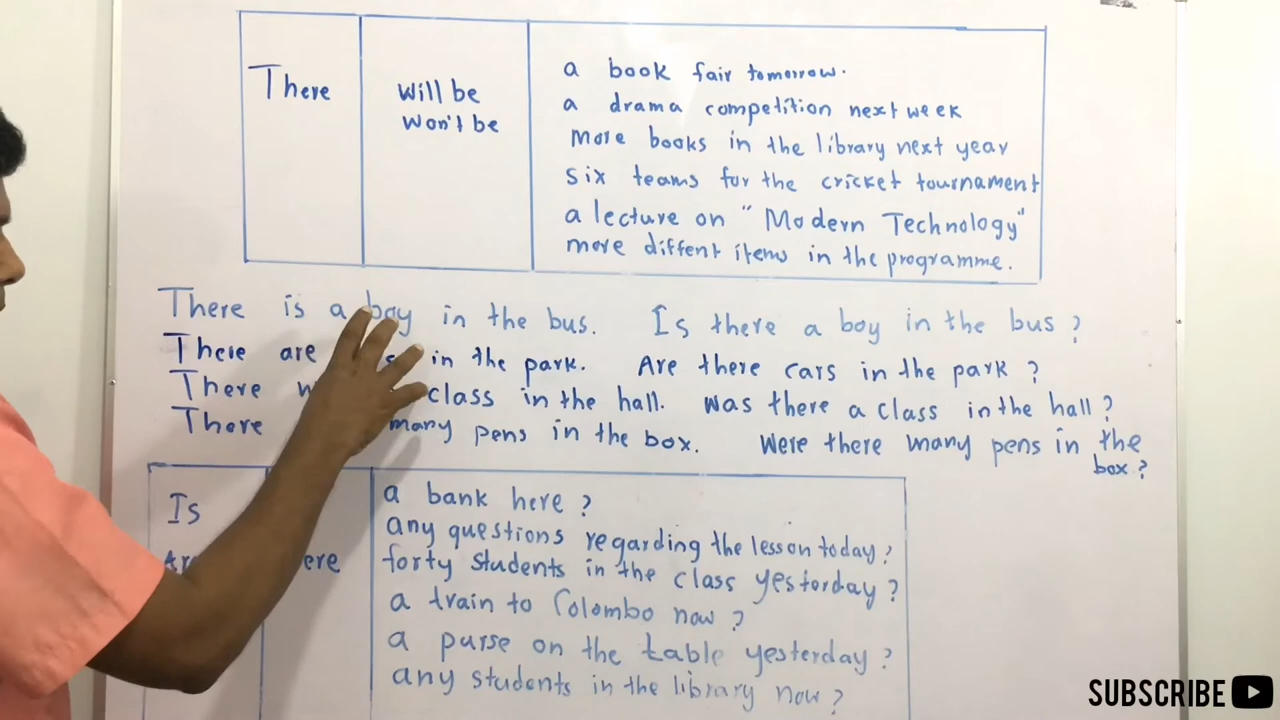 There will be a book fair tomorrow.
won't be a drama competition next week
more books in the library next year
six teams for the cricket tournament
a lecture on "Modern Technology"
more diffent items in the programme.
There is a boy in the bus. Is there a boy in the bus?
There are in the park. Are there cars in the park?
There class in the hall. Was there a class in the hall?
There many pens in the box. Were there many pens in the box?
Is a bank here?
any questions regarding the lesson today?
forty students in the class yesterday?
a train to Colombo now?
a purse on the table yesterday?
any students in the library now?
SUBSCRIBE